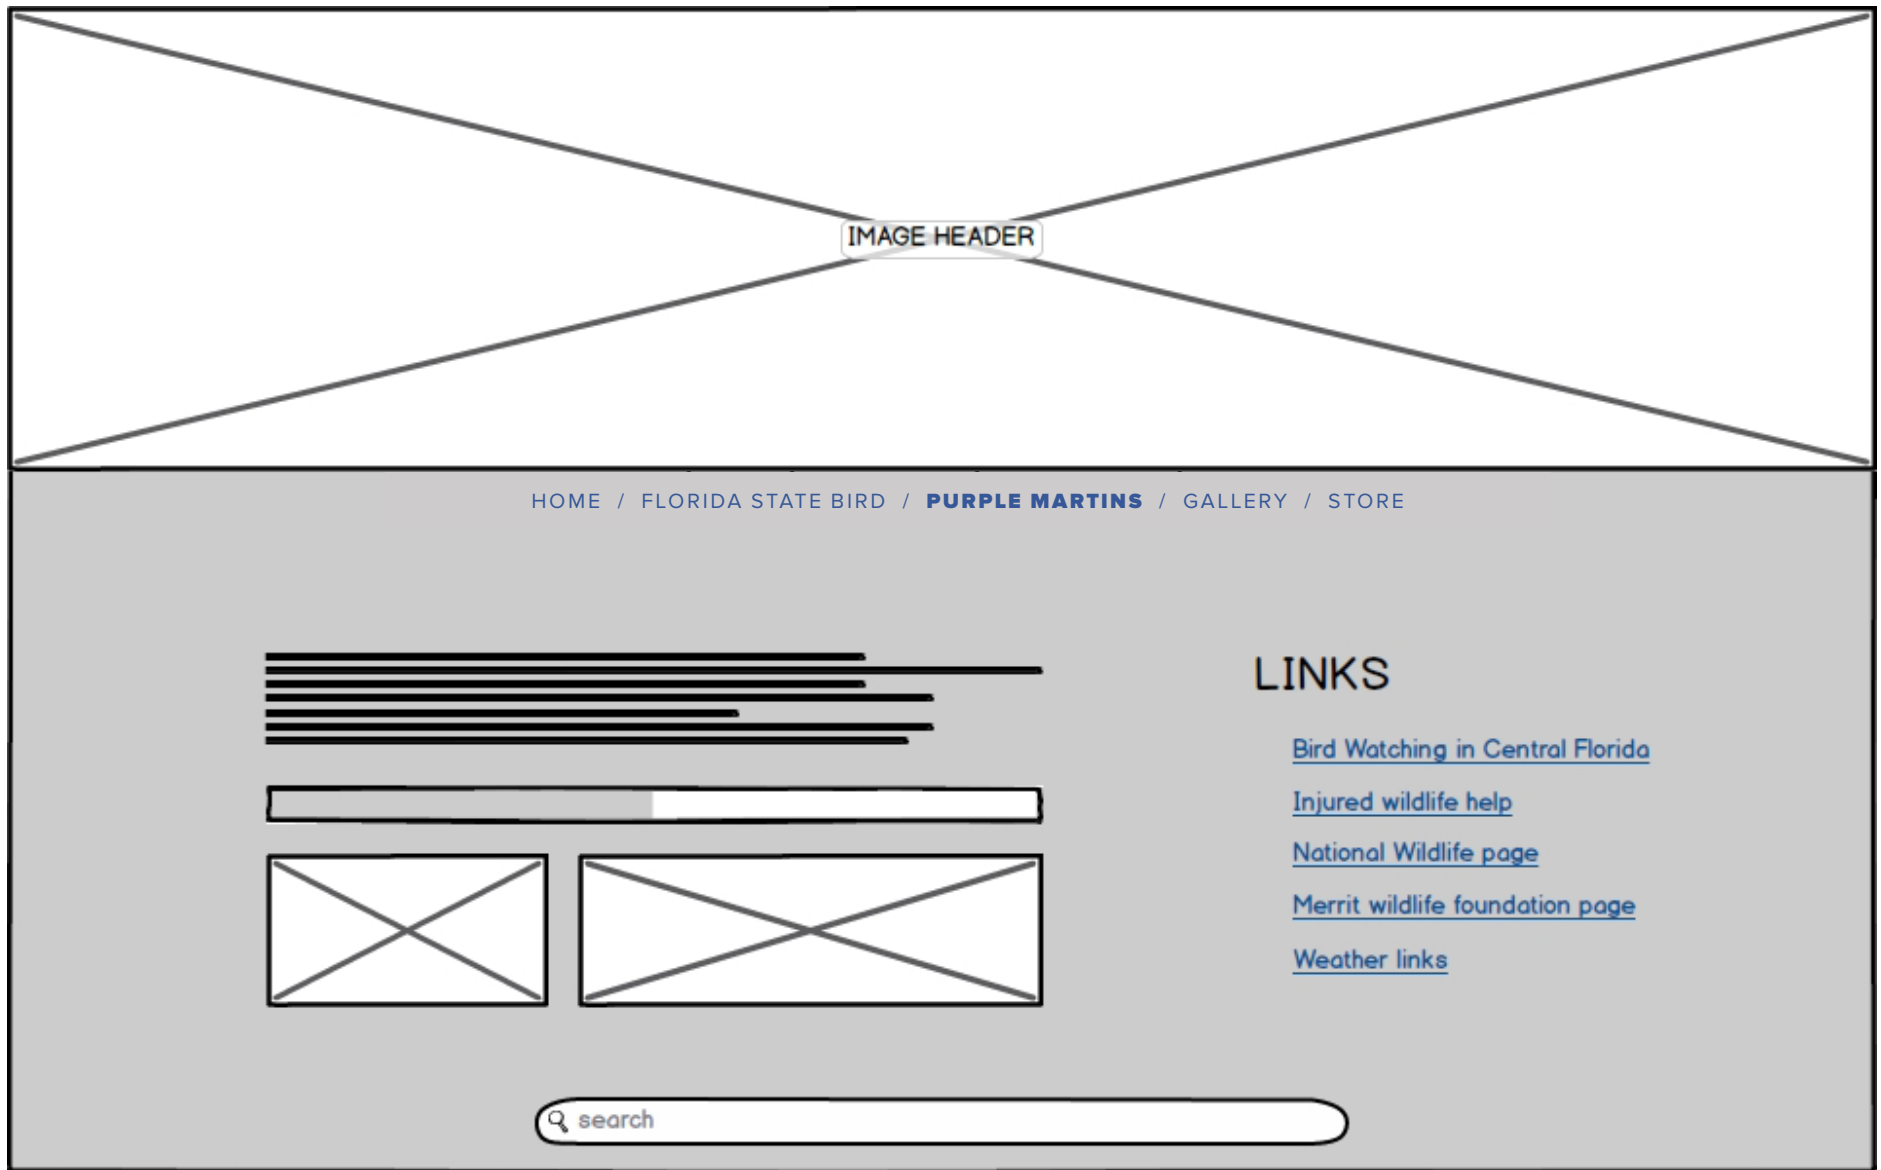 IMAGE HEADER
HOME / FLORIDA STATE BIRD / PURPLE MARTINS / GALLERY / STORE
LINKS
Bird Watching in Central Florida
Injured wildlife help
National Wildlife page
Merrit wildlife foundation page
Weather links
search